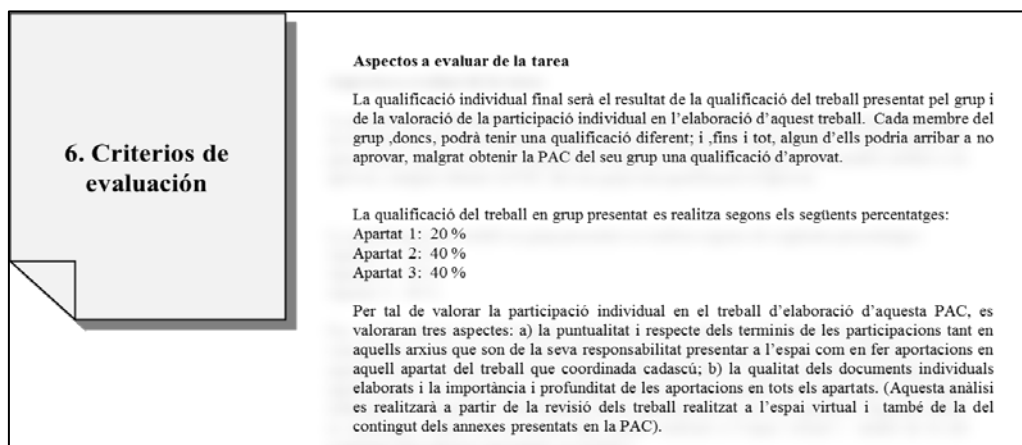 6. Criterios de
evaluación
Aspectos a evaluar de la tarea
La qualificació individual final serà el resultat de la qualificació del treball presentat pel grup i
de la valoració de la participació individual en l’elaboració d’aquest treball. Cada membre del
grup ,doncs, podrà tenir una qualificació diferent; i ,fins i tot, algun d’ells podria arribar a no
aprovar, malgrat obtenir la PAC del seu grup una qualificació d’aprovat.
La qualificació del treball en grup presentat es realitza segons els següents percentatges:
Apartat 1: 20 %
Apartat 2: 40 %
Apartat 3: 40 %
Per tal de valorar la participació individual en el treball d’elaboració d’aquesta PAC, es
valoraran tres aspectes: a) la puntualitat i respecte dels terminis de les participacions tant en
aquells arxius que son de la seva responsabilitat presentar a l’espai com en fer aportacions en
aquell apartat del treball que coordinada cadascú; b) la qualitat dels documents individuals
elaborats i la importància i profunditat de les aportacions en tots els apartats. (Aquesta anàlisi
es realitzarà a partir de la revisió dels treball realitzat a l’espai virtual i també de la del
contingut dels annexes presentats en la PAC).